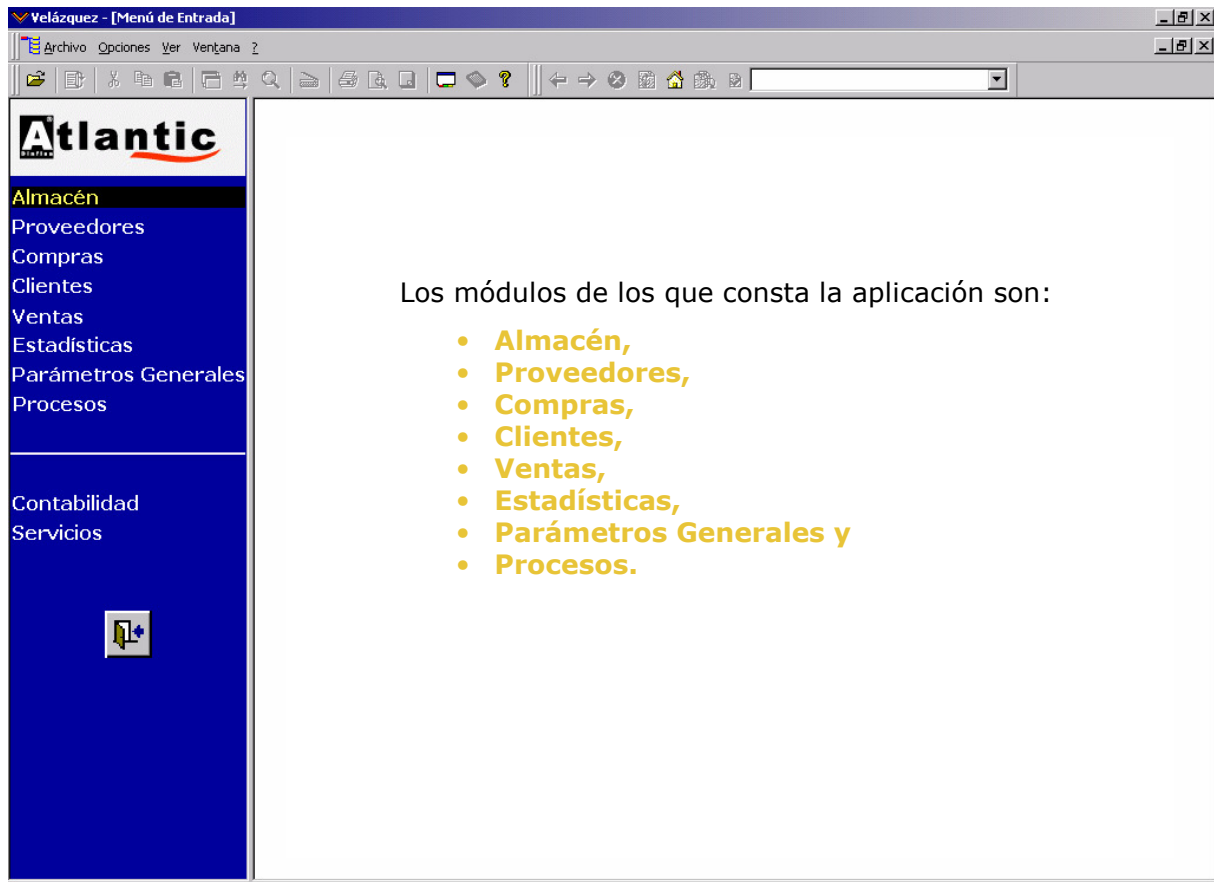 Velázquez - [Menú de Entrada]
Archivo Opciones Ver Ventana ?
Atlantic
Almacén
Proveedores
Compras
Clientes
Ventas
Estadísticas
Parámetros Generales
Procesos
Contabilidad
Servicios
Los módulos de los que consta la aplicación son:
• Almacén,
• Proveedores,
• Compras,
• Clientes,
• Ventas,
• Estadísticas,
• Parámetros Generales y
• Procesos.